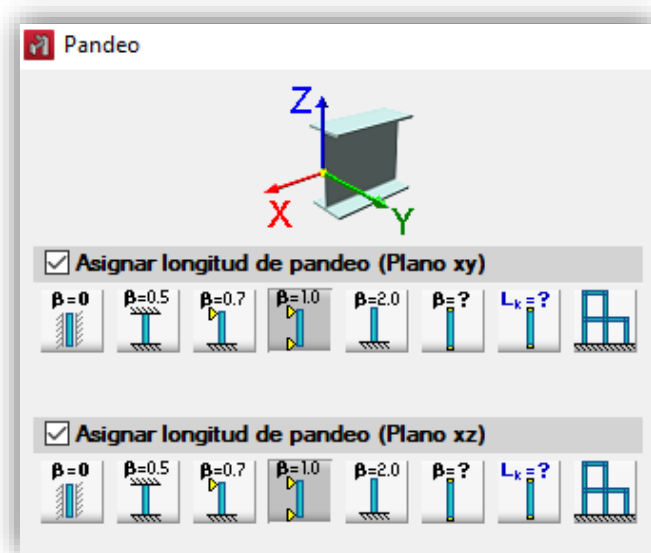 Pandeo
Z
X
Y
Asignar longitud de pandeo (Plano xy)
β=0 β=0.5 β=0.7 β=1.0 β=2.0 β=? Lk=?
Asignar longitud de pandeo (Plano xz)
β=0 β=0.5 β=0.7 β=1.0 β=2.0 β=? Lk=?